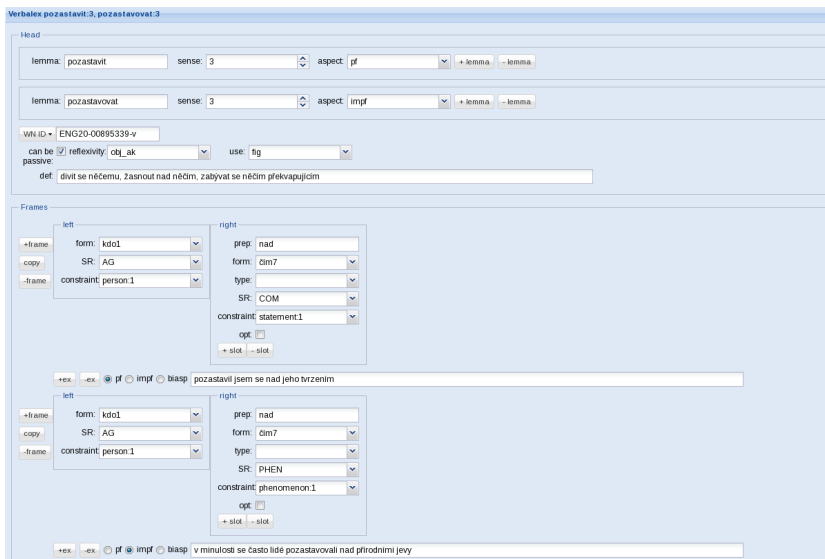 Verbalex pozastavit:3, pozastavovat:3
Head
lemma: pozastavit sense: 3 aspect: pf + lemma - lemma
lemma: pozastavovat sense: 3 aspect: impf + lemma - lemma
WN ID ENG20-00895339-v
can be passive: reflexivity: obj_ak use: fig
def: divit se něčemu, žasnout nad něčím, zabývat se něčím překvapujícím
Frames
left right
+frame form: kdo1 prep: nad
copy SR: AG form: čím7
-frame constraint: person:1 type:
SR: COM
constraint: statement:1
opt:
+ slot - slot
+ex -ex pf impf biasp pozastavil jsem se nad jeho tvrzením
left right
+frame form: kdo1 prep: nad
copy SR: AG form: čím7
-frame constraint: person:1 type:
SR: PHEN
constraint: phenomenon:1
opt:
+ slot - slot
+ex -ex pf impf biasp v minulosti se často lidé pozastavovali nad přírodními jevy